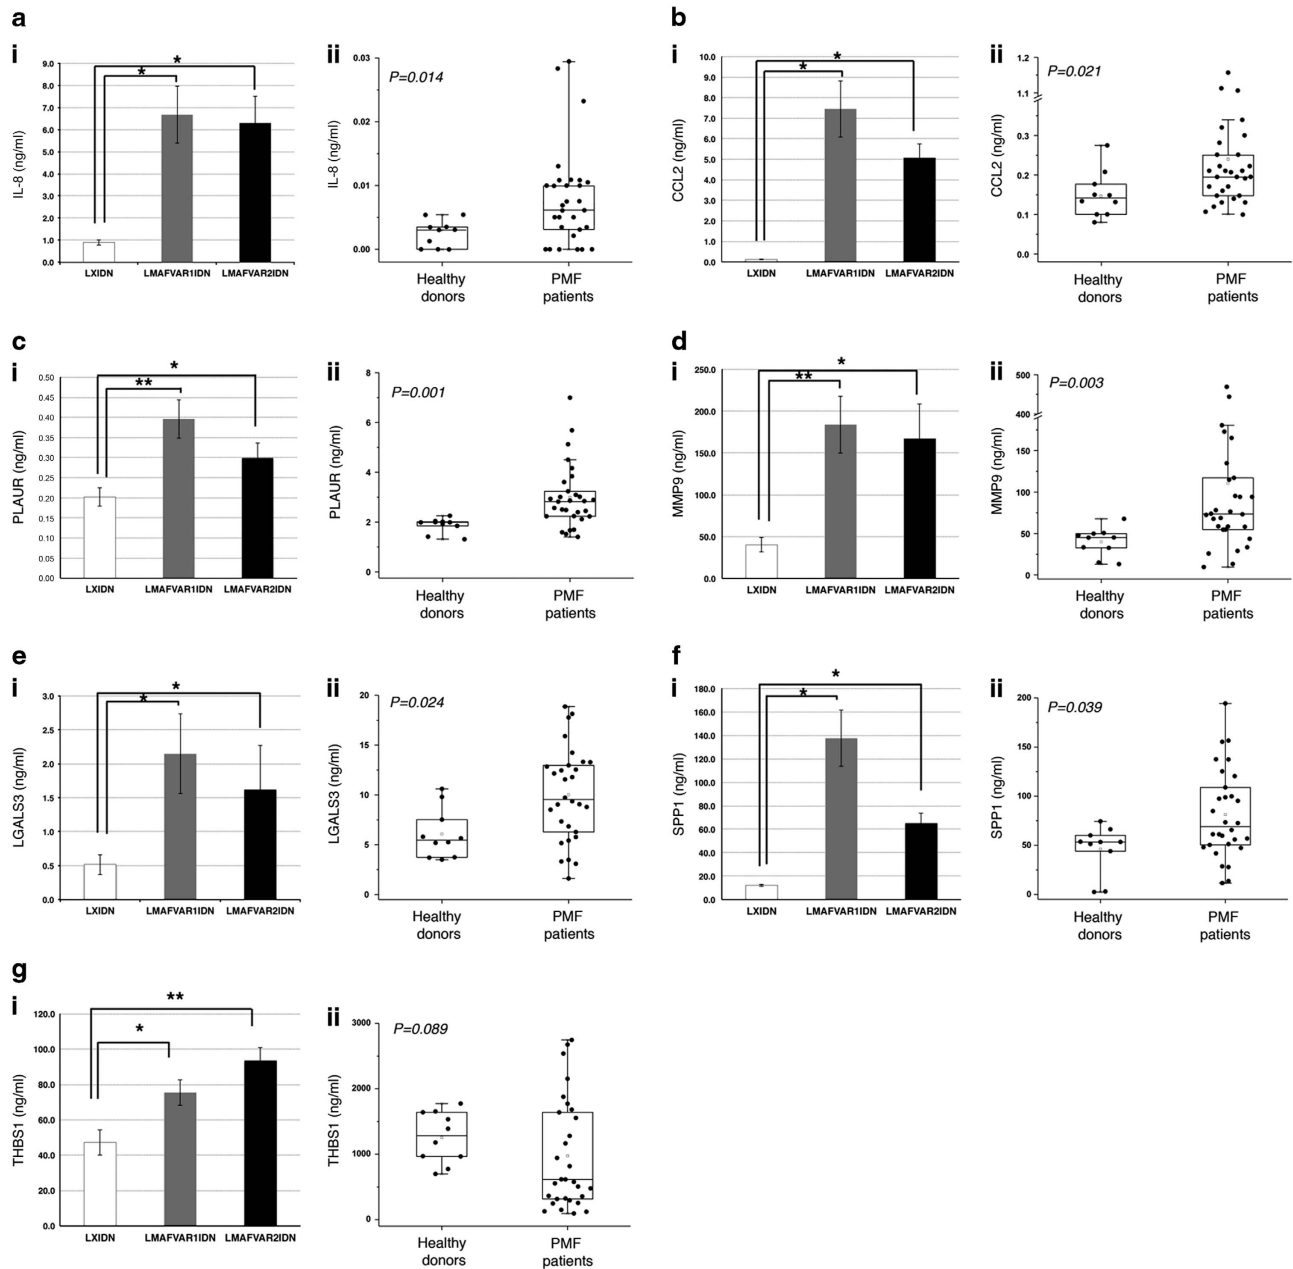 a
b
i
ii
i
ii
IL-8 (ng/ml)
9.0
8.0
7.0
6.0
5.0
4.0
3.0
2.0
1.0
0.0
*
*
LXIDN LMAFVAR1IDN LMAFVAR2IDN
IL-8 (ng/ml)
0.03
0.02
0.01
0.00
P=0.014
Healthy donors
PMF patients
CCL2 (ng/ml)
10.0
9.0
8.0
7.0
6.0
5.0
4.0
3.0
2.0
1.0
0.0
*
*
LXIDN LMAFVAR1IDN LMAFVAR2IDN
CCL2 (ng/ml)
1.2
1.1
0.3
0.2
0.1
0.0
P=0.021
Healthy donors
PMF patients
c
d
i
ii
i
ii
PLAUR (ng/ml)
0.50
0.45
0.40
0.35
0.30
0.25
0.20
0.15
0.10
0.05
0.00
*
**
LXIDN LMAFVAR1IDN LMAFVAR2IDN
PLAUR (ng/ml)
8
6
4
2
0
P=0.001
Healthy donors
PMF patients
MMP9 (ng/ml)
250.0
200.0
150.0
100.0
50.0
0.0
*
**
LXIDN LMAFVAR1IDN LMAFVAR2IDN
MMP9 (ng/ml)
500
400
150
100
50
0
P=0.003
Healthy donors
PMF patients
e
f
i
ii
i
ii
LGALS3 (ng/ml)
3.0
2.5
2.0
1.5
1.0
0.5
0.0
*
*
LXIDN LMAFVAR1IDN LMAFVAR2IDN
LGALS3 (ng/ml)
20
15
10
5
0
P=0.024
Healthy donors
PMF patients
SPP1 (ng/ml)
180.0
160.0
140.0
120.0
100.0
80.0
60.0
40.0
20.0
0.0
*
*
LXIDN LMAFVAR1IDN LMAFVAR2IDN
SPP1 (ng/ml)
200
150
100
50
0
P=0.039
Healthy donors
PMF patients
g
i
ii
THBS1 (ng/ml)
120.0
100.0
80.0
60.0
40.0
20.0
0.0
**
*
LXIDN LMAFVAR1IDN LMAFVAR2IDN
THBS1 (ng/ml)
3000
2000
1000
0
P=0.089
Healthy donors
PMF patients